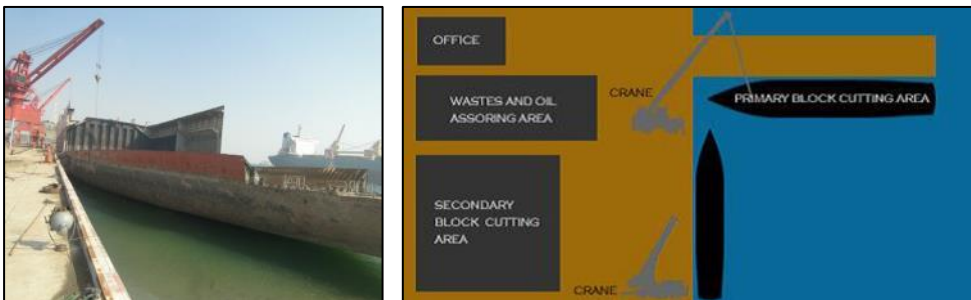 OFFICE
WASTES AND OIL
ASSORING AREA
CRANE
PRIMARY BLOCK CUTTING AREA
SECONDARY
BLOCK CUTTING
AREA
CRANE